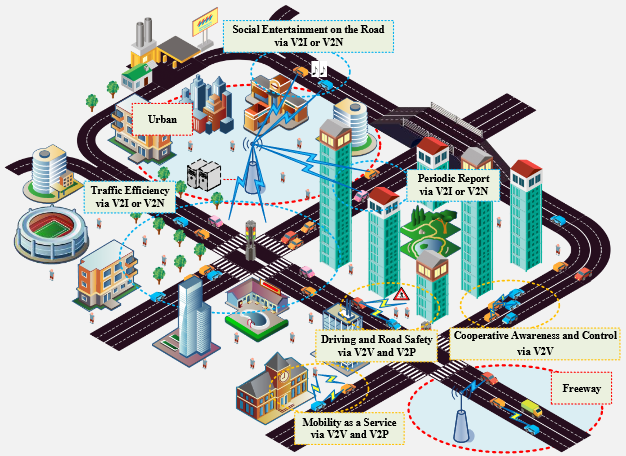 Social Entertainment on the Road
via V2I or V2N
Urban
Traffic Efficiency
via V2I or V2N
Periodic Report
via V2I or V2N
Driving and Road Safety
via V2V and V2P
Cooperative Awareness and Control
via V2V
Freeway
Mobility as a Service
via V2V and V2P